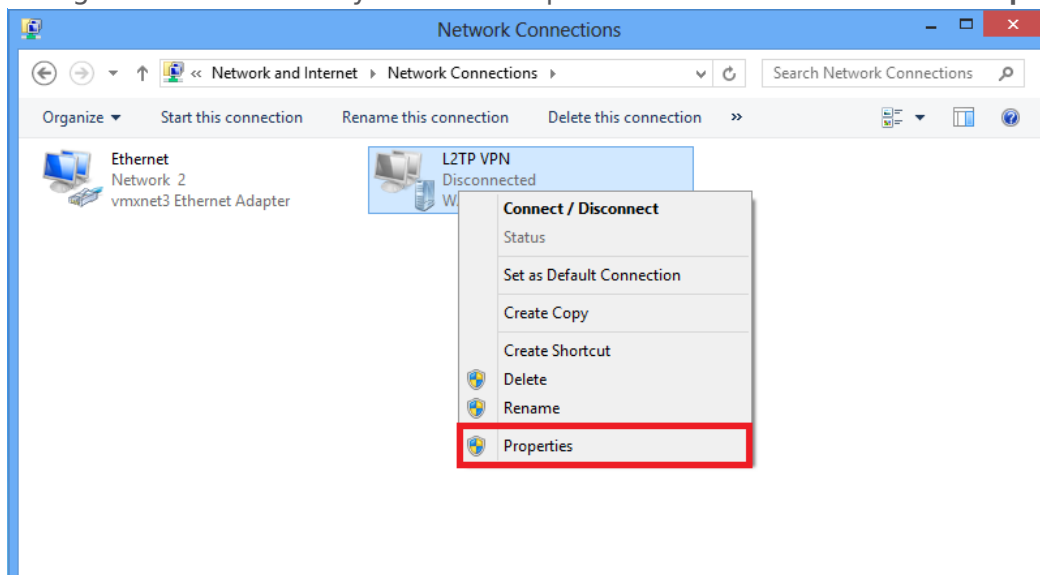 Network Connections
« Network and Internet Network Connections
Search Network Connections
Organize Start this connection Rename this connection Delete this connection »
Ethernet
Network 2
vmxnet3 Ethernet Adapter
L2TP VPN
Disconnected
Connect / Disconnect
Status
Set as Default Connection
Create Copy
Create Shortcut
Delete
Rename
Properties